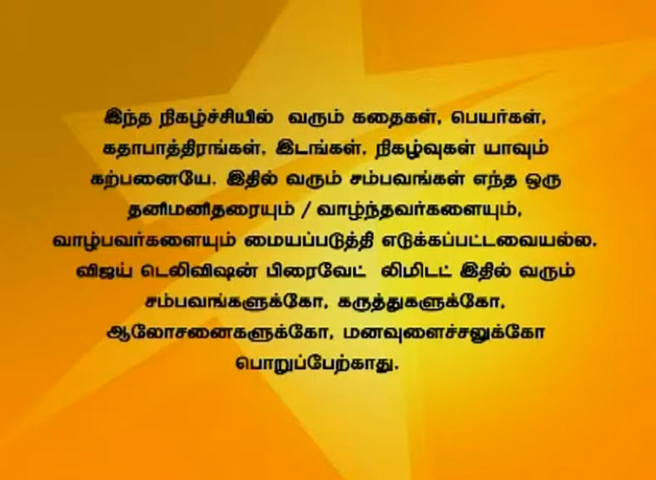 இந்த நிகழ்ச்சியில் வரும் கதைகள், பெயர்கள்,
கதாபாத்திரங்கள், இடங்கள், நிகழ்வுகள் யாவும்
கற்பனையே. இதில் வரும் சம்பவங்கள் எந்த ஒரு
தனிமனிதரையும் / வாழ்ந்தவர்களையும்,
வாழ்பவர்களையும் மையப்படுத்தி எடுக்கப்பட்டவையல்ல.
விஜய் டெலிவிஷன் பிரைவேட் லிமிடட் இதில் வரும்
சம்பவங்களுக்கோ, கருத்துகளுக்கோ,
ஆலோசனைகளுக்கோ, மனவுளைச்சலுக்கோ
பொறுப்பேற்காது.